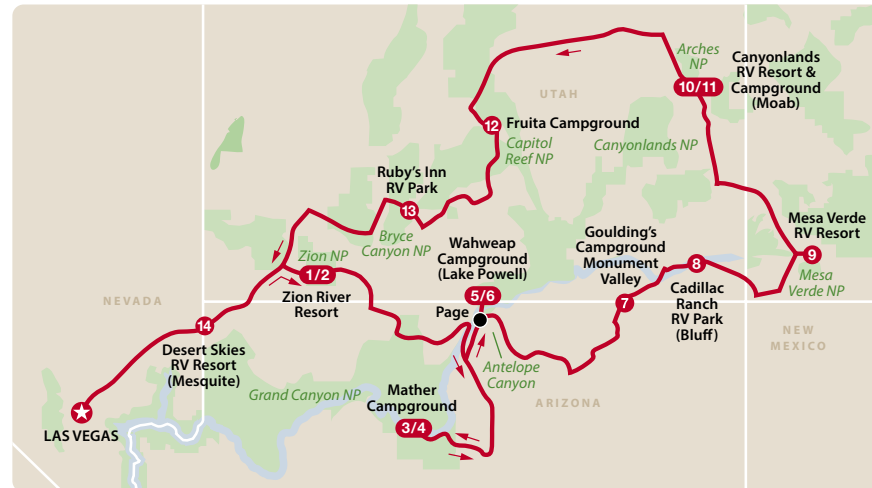 Arches
NP
10/11
Canyonlands
RV Resort &
Campground
(Moab)
UTAH
12
Fruita Campground
Capitol
Reef NP
Canyonlands NP
Ruby's Inn
RV Park
13
Bryce
Canyon NP
Wahweap
Campground
(Lake Powell)
5/6
Page
Goulding's
Campground
Monument
Valley
7
8
Cadillac
Ranch
RV Park
(Bluff)
Mesa Verde
RV Resort
9
Mesa
Verde NP
Zion NP
1/2
Zion River
Resort
NEVADA
14
Desert Skies
RV Resort
(Mesquite)
NEW
MEXICO
Antelope
Canyon
Grand Canyon NP
Mather
Campground
3/4
ARIZONA
LAS VEGAS